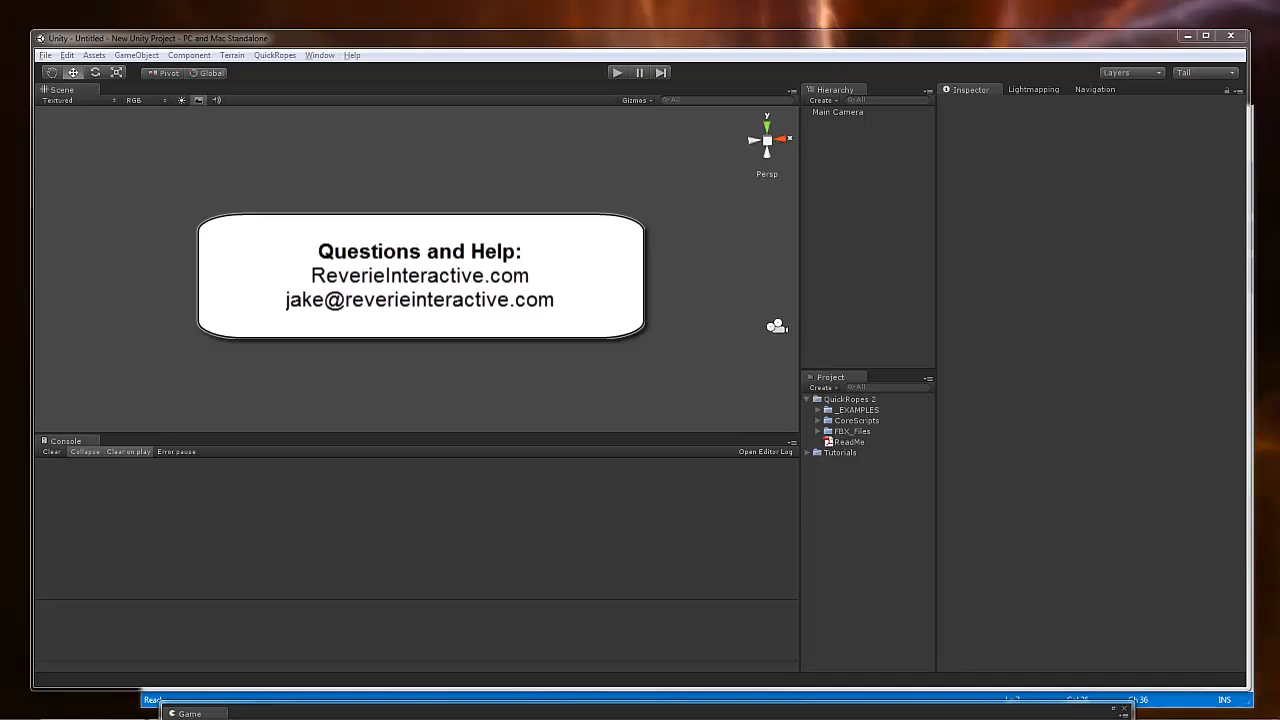 Unity - Untitled - New Unity Project - PC and Mac Standalone
File Edit Assets GameObject Component Terrain QuickRopes Window Help
Pivot Global Layers Tall
Scene Hierarchy Inspector Lightmapping Navigation
Textured RGB Gizmos All Create All
Main Camera
y
x
Persp
Questions and Help:
ReverieInteractive.com
jake@reverieinteractive.com
Project
Create All
QuickRopes 2
_EXAMPLES
CoreScripts
FBX_Files
ReadMe
Tutorials
Console
Clear Collapse Clear on play Error pause Open Editor Log
INS
Game